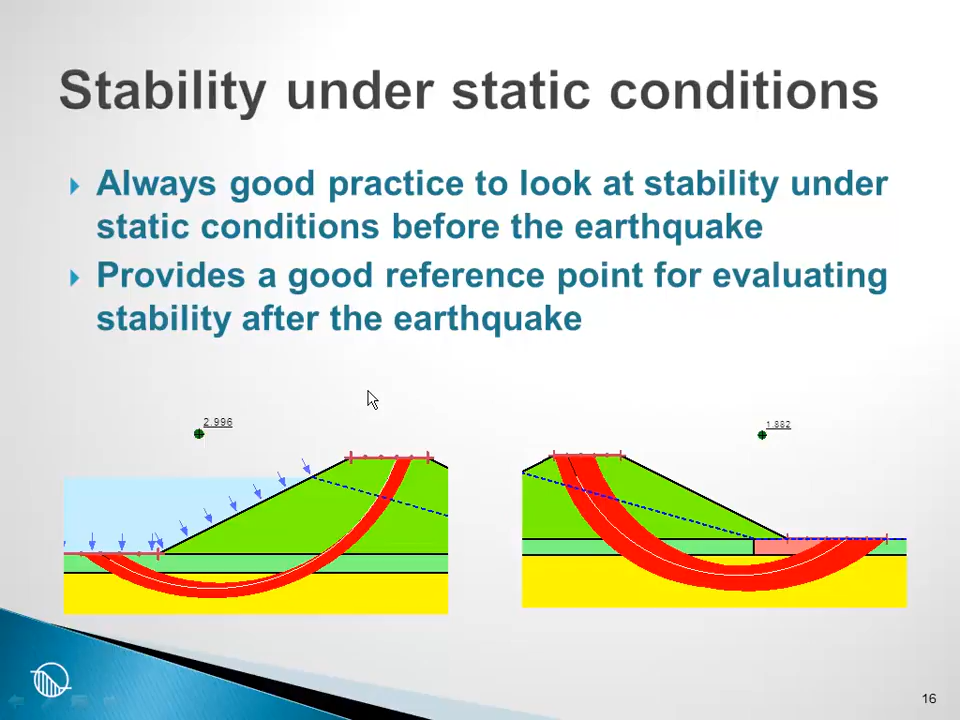 Stability under static conditions
Always good practice to look at stability under
static conditions before the earthquake
Provides a good reference point for evaluating
stability after the earthquake
2.996
1.882
16